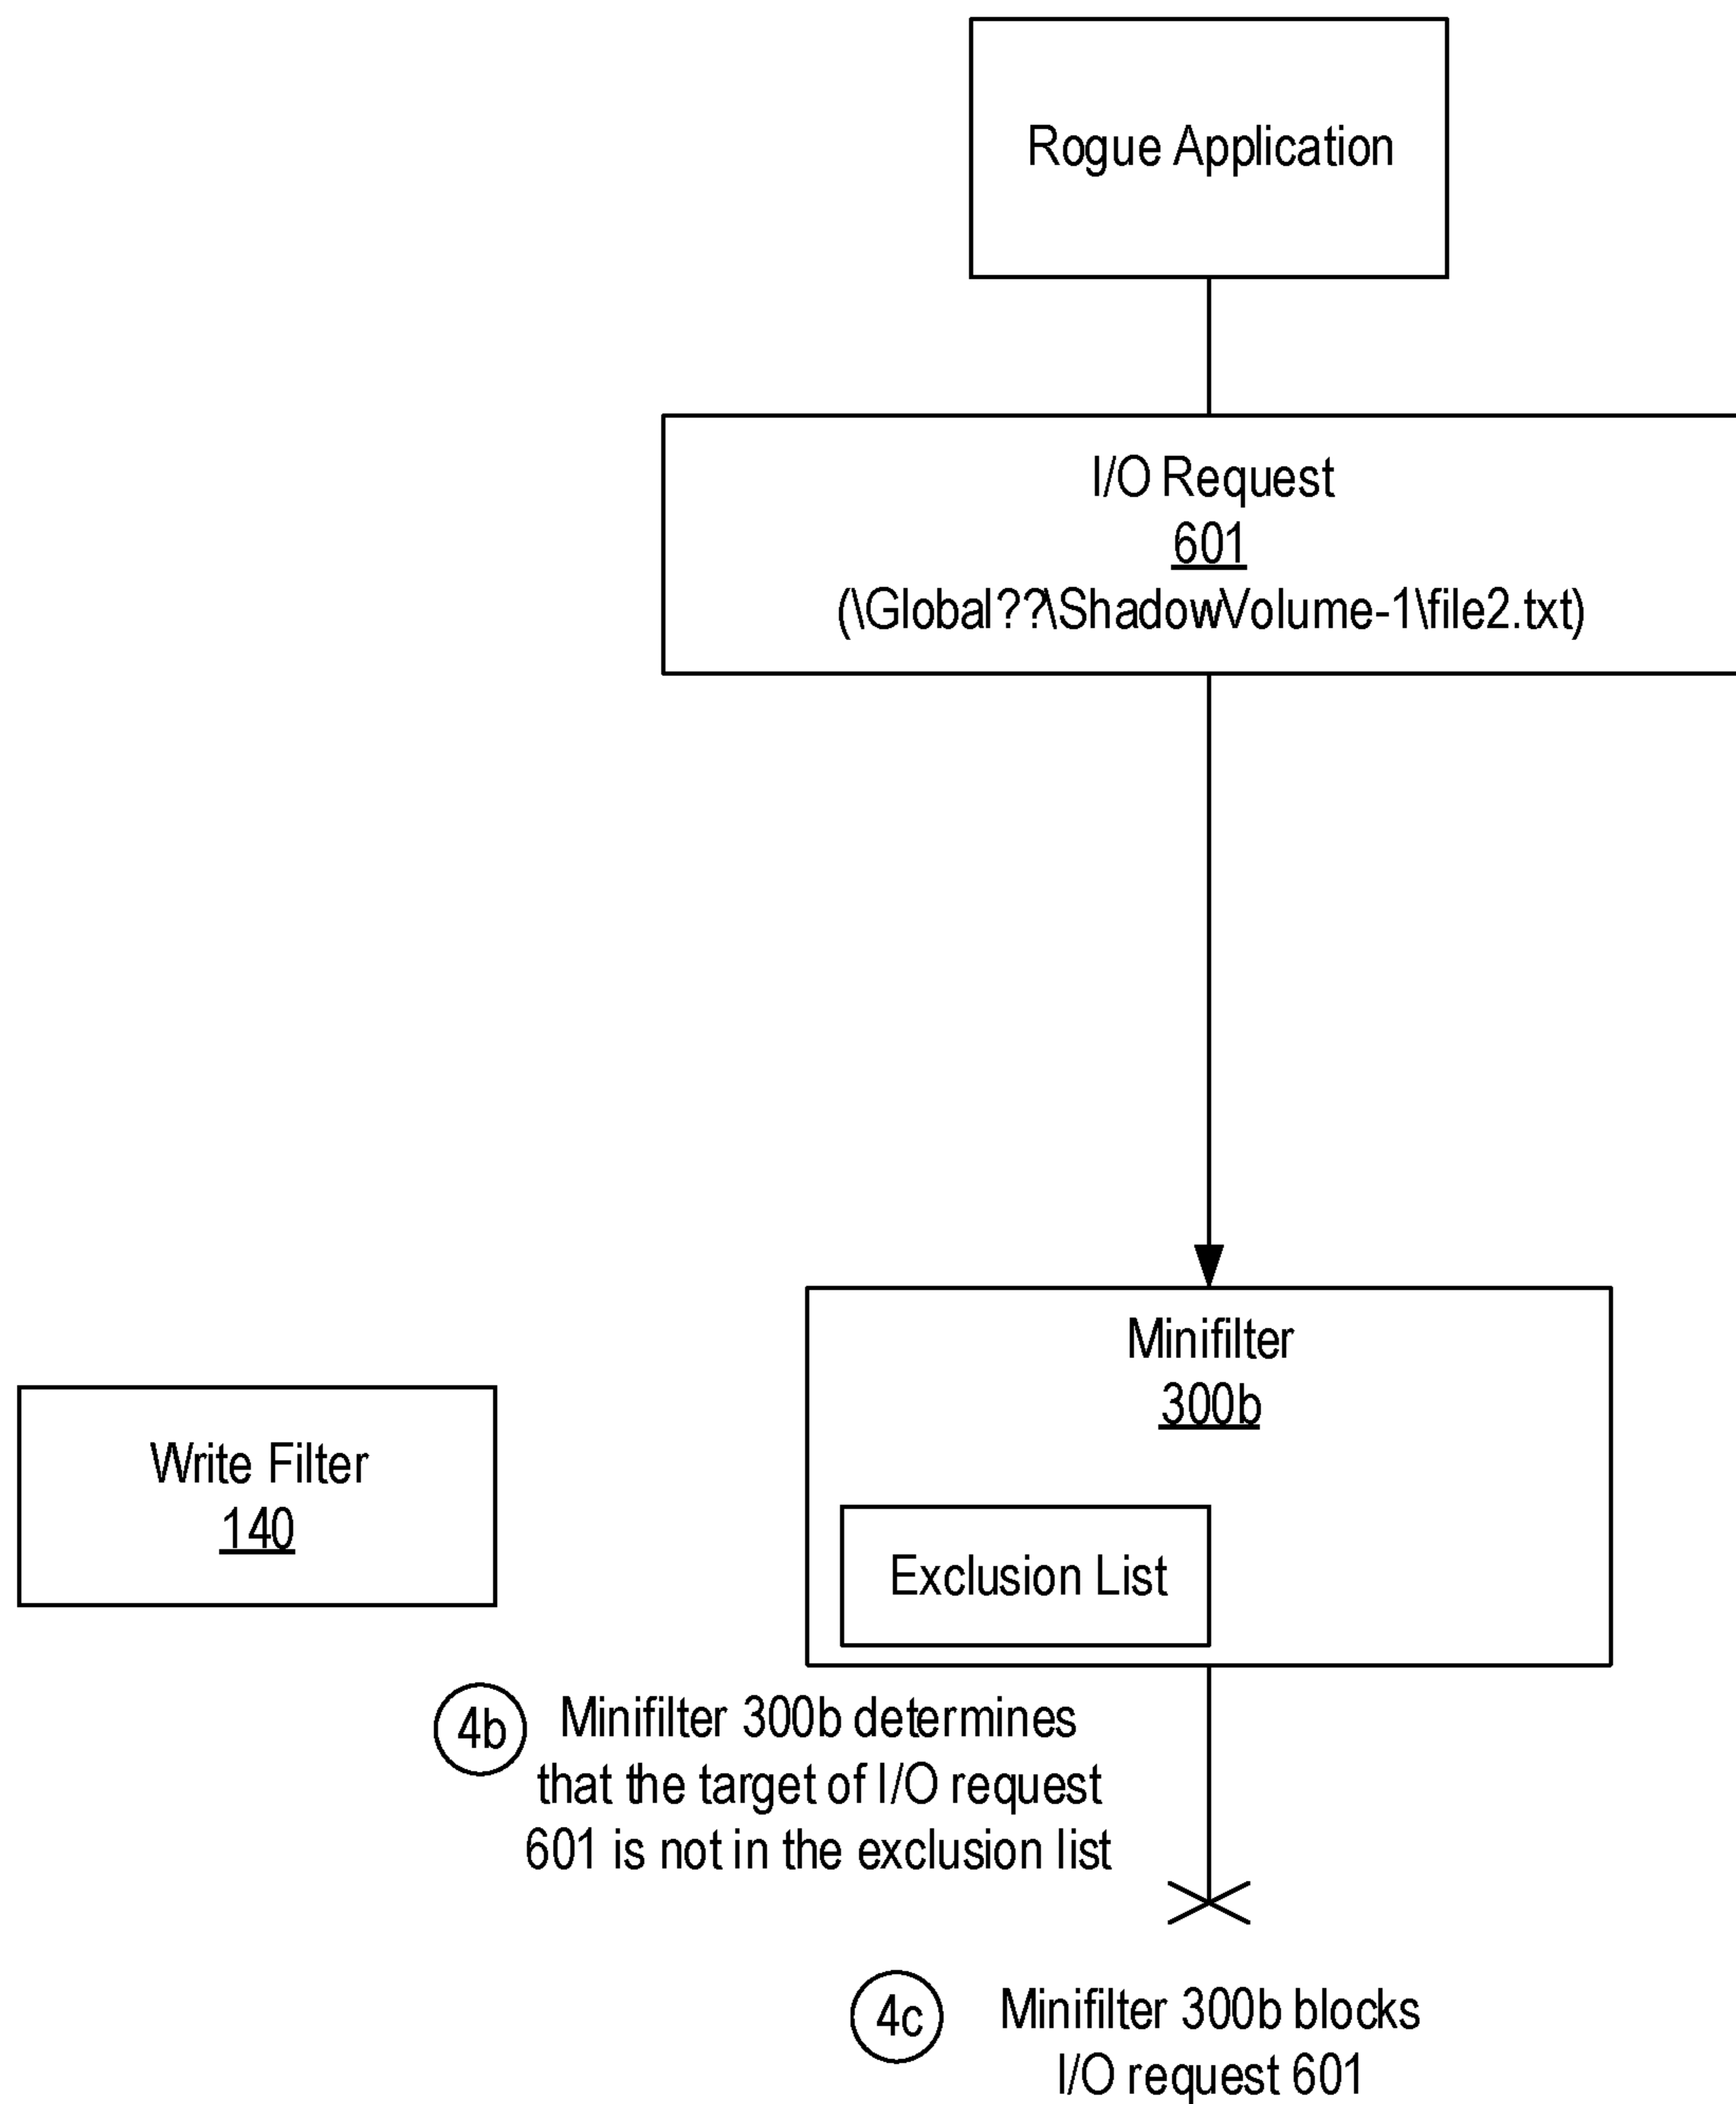 Rogue Application
I/O Request
601
(\Global??\ShadowVolume-1\file2.txt)
Minifilter
300b
Write Filter
140
Exclusion List
4b
Minifilter 300b determines
that the target of I/O request
601 is not in the exclusion list
4c
Minifilter 300b blocks
I/O request 601